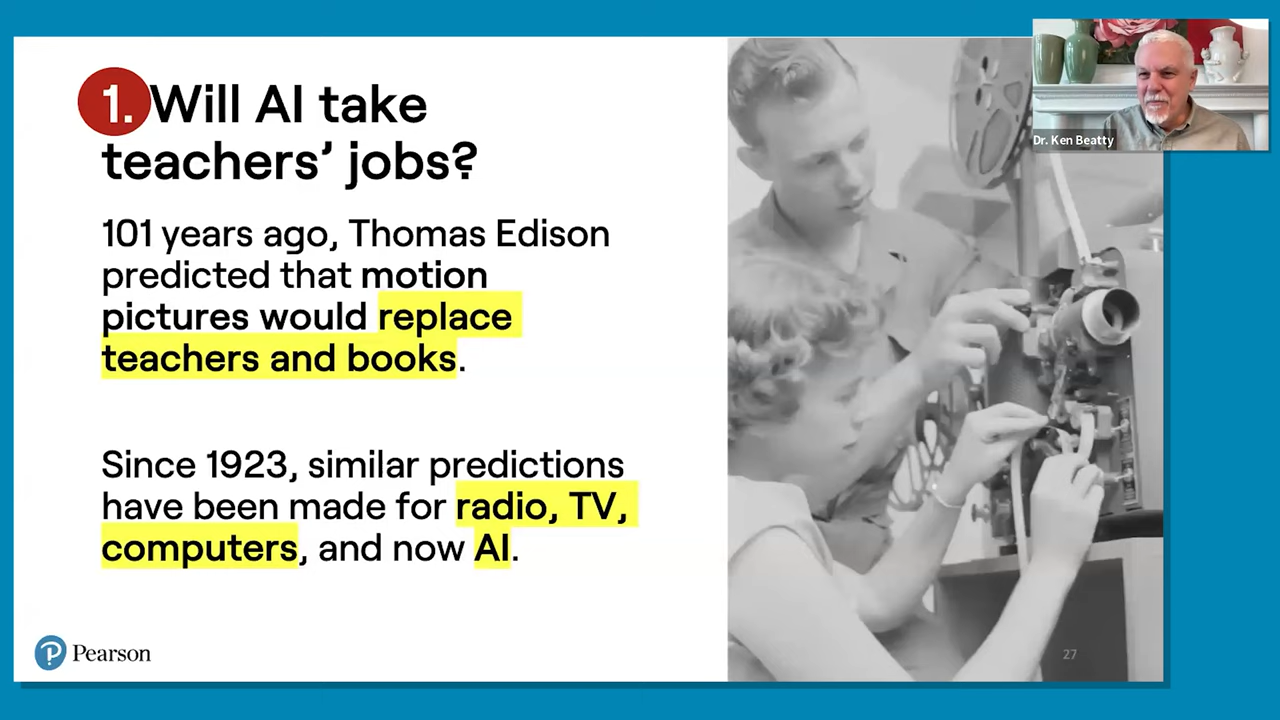 1. Will AI take
teachers’ jobs?
101 years ago, Thomas Edison
predicted that motion
pictures would replace
teachers and books.
Since 1923, similar predictions
have been made for radio, TV,
computers, and now AI.
Pearson
27
Dr. Ken Beatty